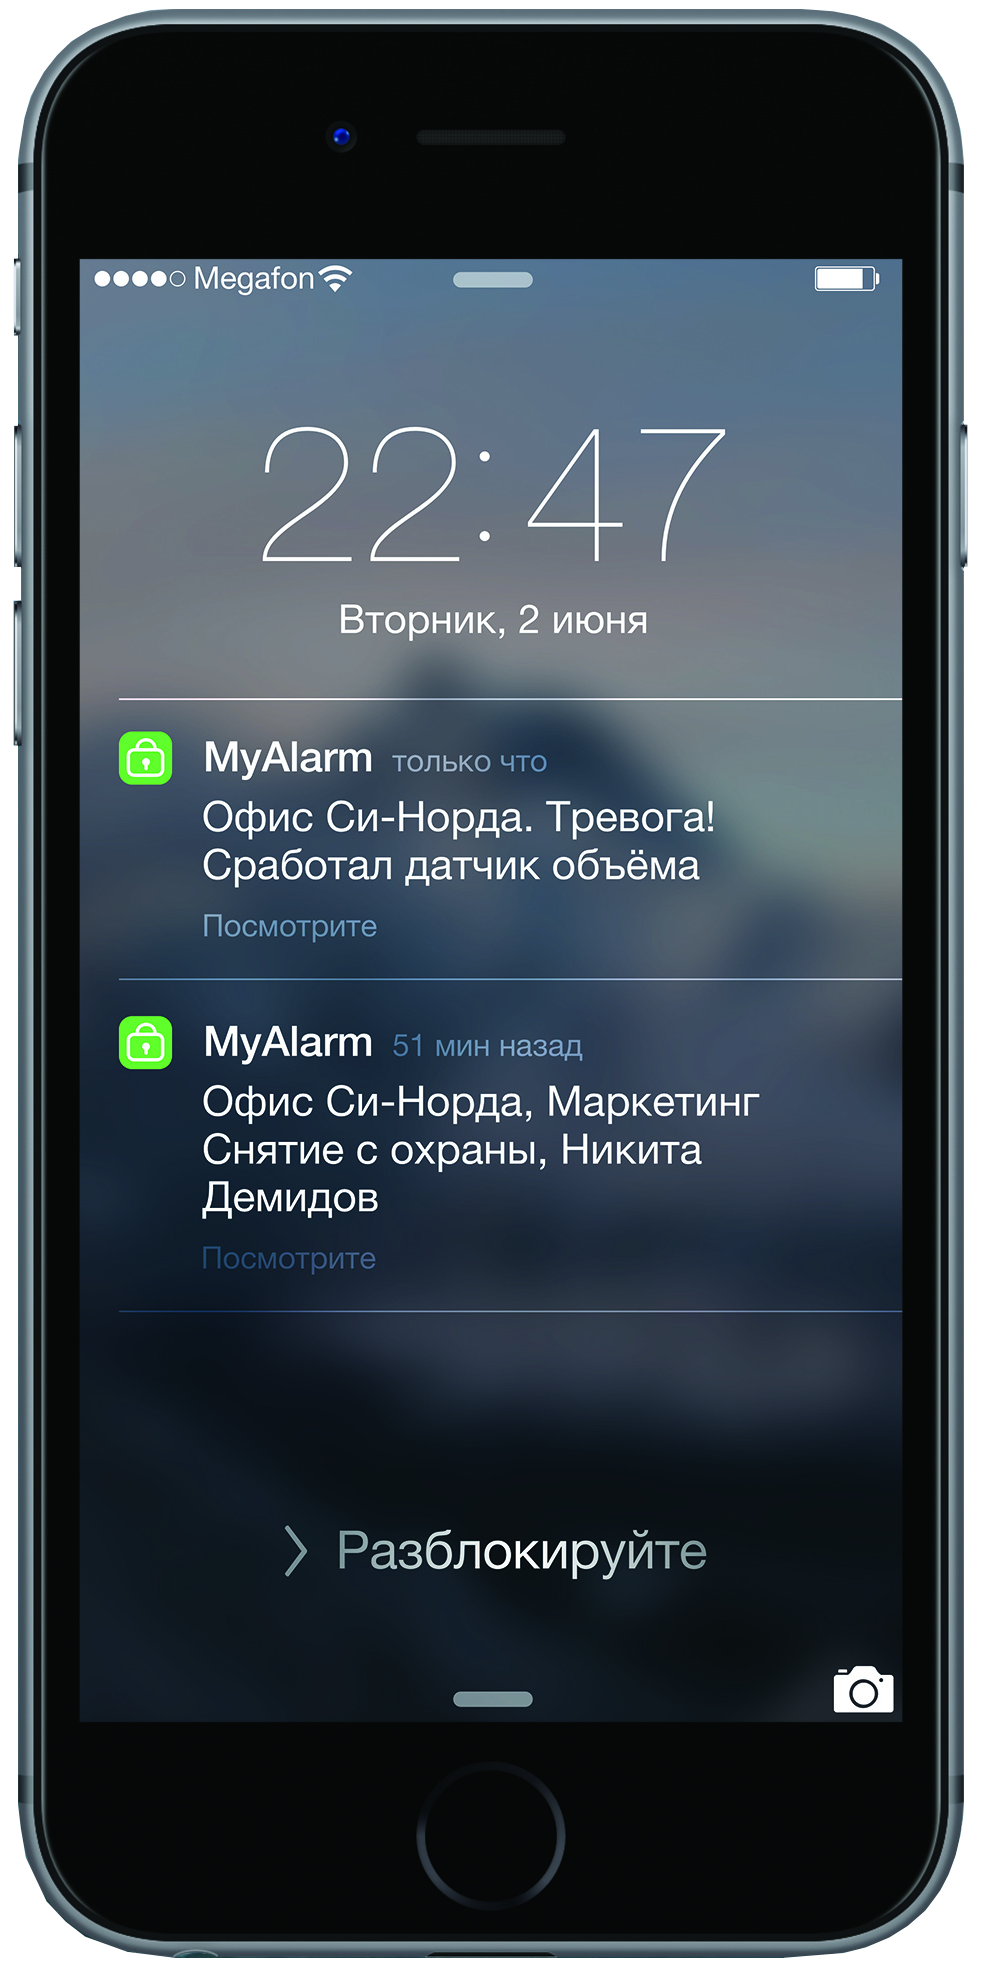 Megafon
22:47
Вторник, 2 июня
MyAlarm только что
Офис Си-Норда. Тревога!
Сработал датчик объёма
Посмотрите
MyAlarm 51 мин назад
Офис Си-Норда, Маркетинг
Снятие с охраны, Никита
Демидов
Посмотрите
Разблокируйте